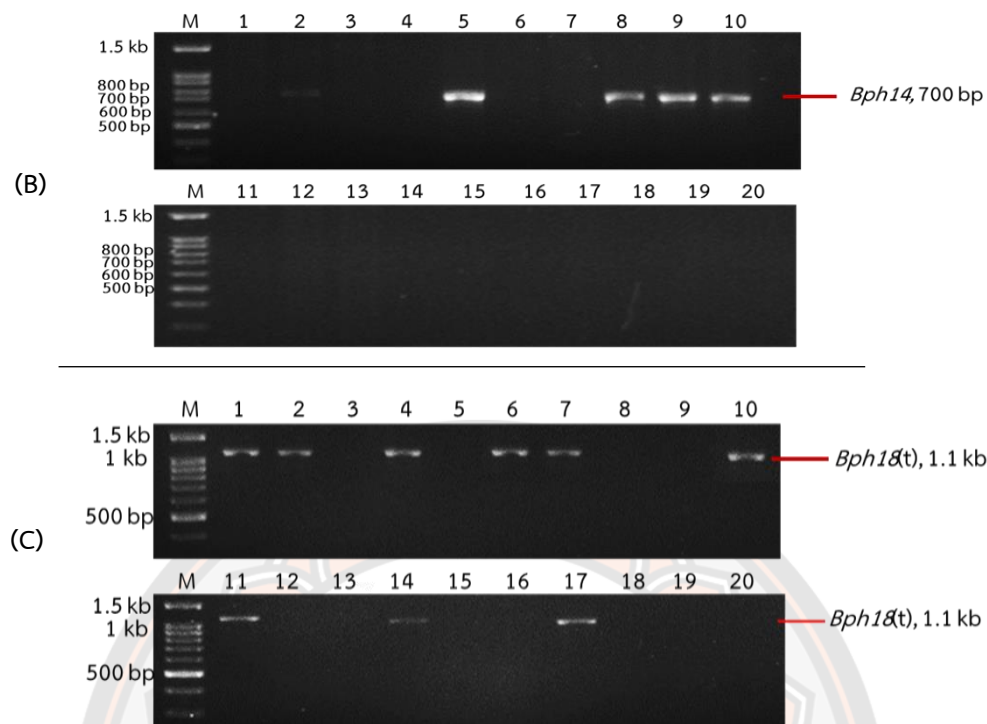 M 1 2 3 4 5 6 7 8 9 10
1.5 kb
800 bp
700 bp
600 bp
500 bp
Bph14, 700 bp
(B)
M 11 12 13 14 15 16 17 18 19 20
1.5 kb
800 bp
700 bp
600 bp
500 bp
M 1 2 3 4 5 6 7 8 9 10
1.5 kb
1 kb
500 bp
Bph18(t), 1.1 kb
(C)
M 11 12 13 14 15 16 17 18 19 20
1.5 kb
1 kb
500 bp
Bph18(t), 1.1 kb